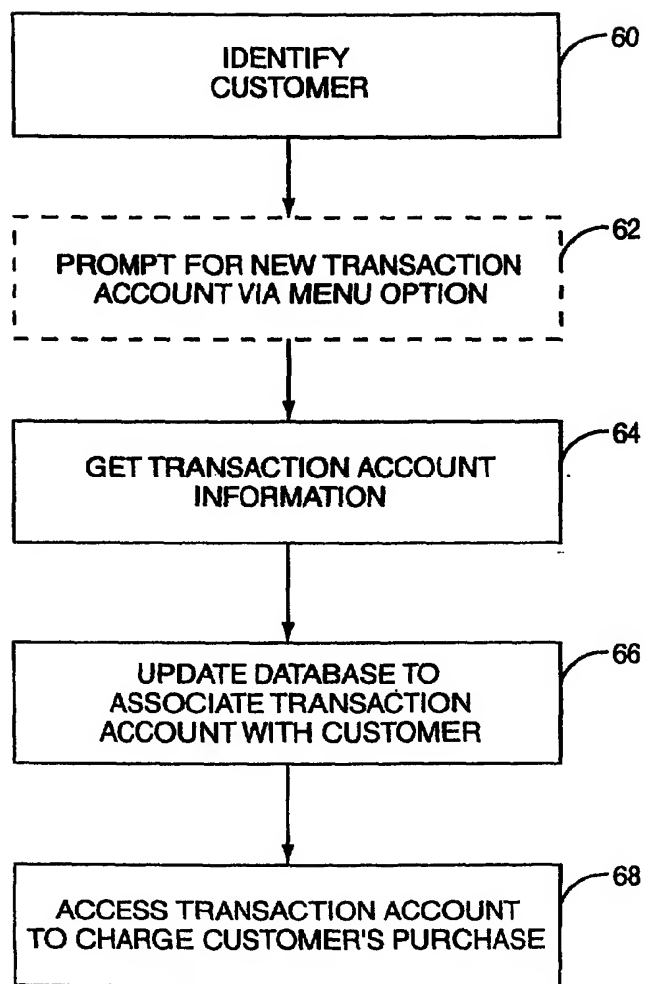 IDENTIFY
CUSTOMER
60
PROMPT FOR NEW TRANSACTION
ACCOUNT VIA MENU OPTION
62
GET TRANSACTION ACCOUNT
INFORMATION
64
UPDATE DATABASE TO
ASSOCIATE TRANSACTION
ACCOUNT WITH CUSTOMER
66
ACCESS TRANSACTION ACCOUNT
TO CHARGE CUSTOMER'S PURCHASE
68